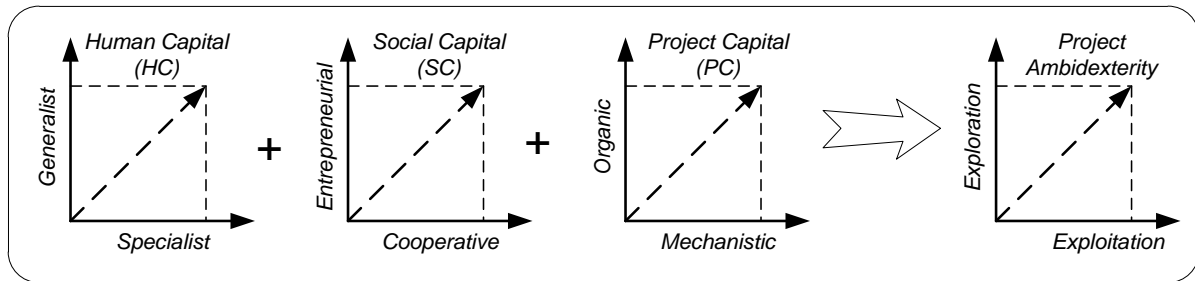 Human Capital
(HC)
Generalist
Specialist
+
Social Capital
(SC)
Entrepreneurial
Cooperative
+
Project Capital
(PC)
Organic
Mechanistic
Project
Ambidexterity
Exploration
Exploitation